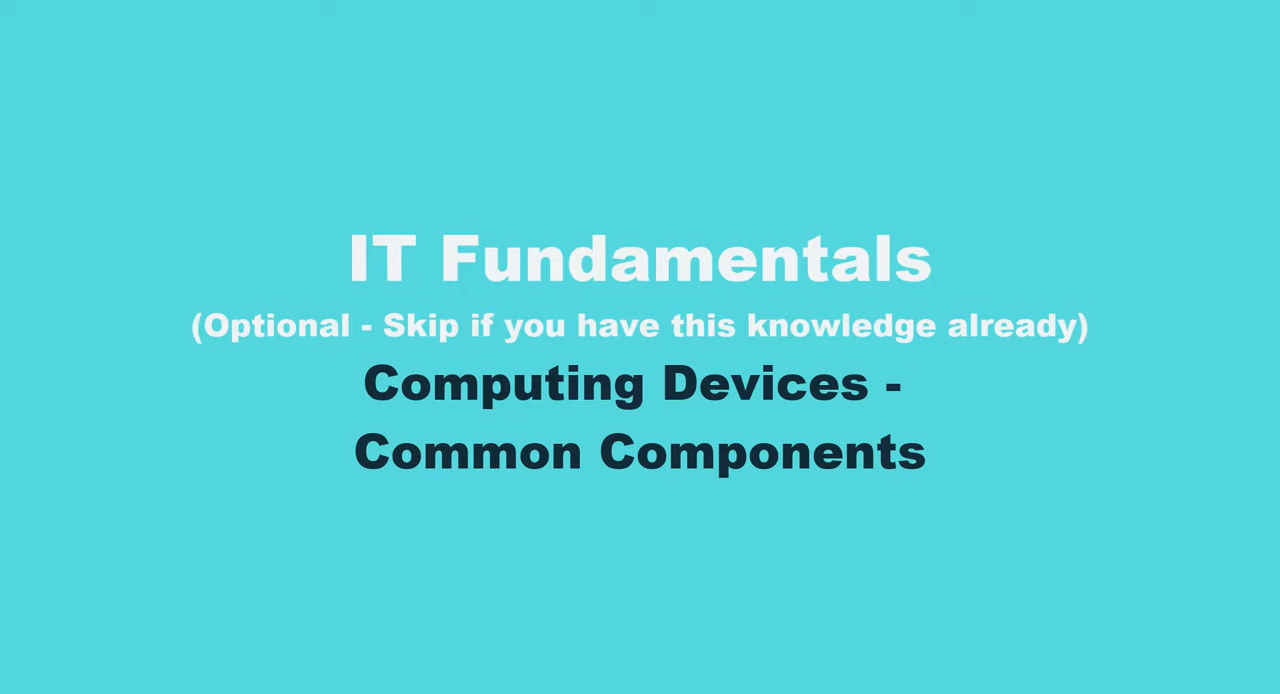 IT Fundamentals
(Optional - Skip if you have this knowledge already)
Computing Devices -
Common Components